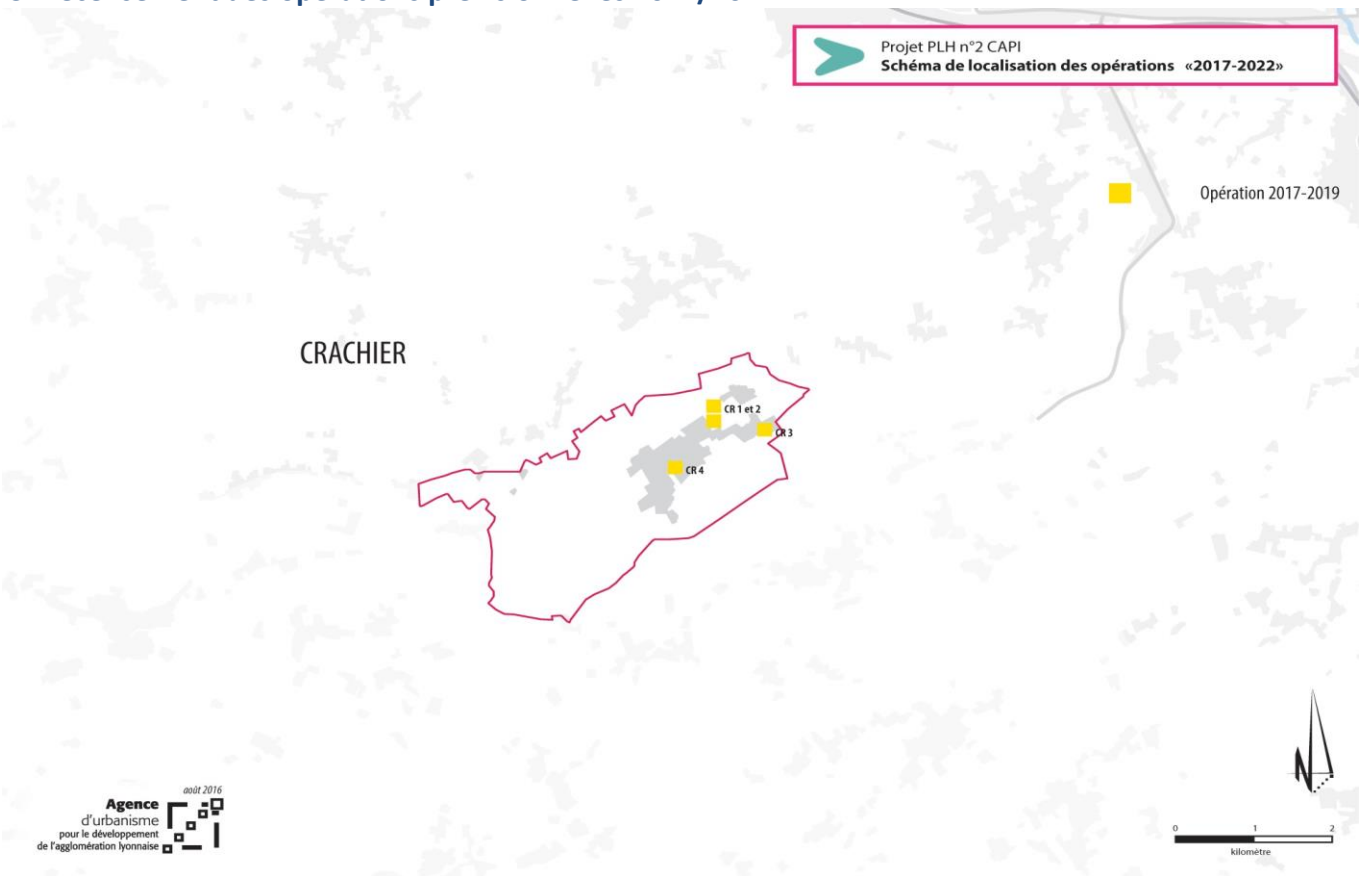 Projet PLH n°2 CAPI
Schéma de localisation des opérations «2017-2022»
Opération 2017-2019
CRACHIER
CR 1 et 2
CR 3
CR 4
N
août 2016
Agence
d'urbanisme
pour le développement
de l'agglomération lyonnaise
0 1 2
kilomètre